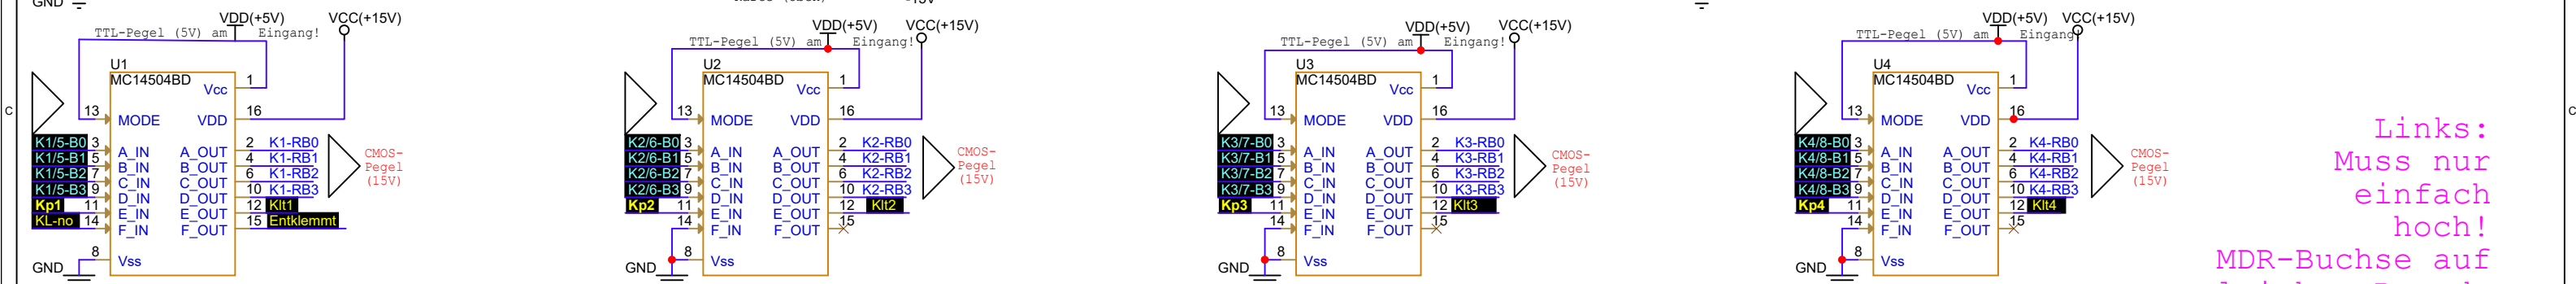 GND
VDD(+5V) VCC(+15V)
TTL-Pegel (5V) am Eingang!
U1
MC14504BD
1 Vcc
13 MODE VDD 16
K1/5-B0 3 A_IN A_OUT 2 K1-RB0
K1/5-B1 5 B_IN B_OUT 4 K1-RB1
K1/5-B2 7 C_IN C_OUT 6 K1-RB2
K1/5-B3 9 D_IN D_OUT 10 K1-RB3
Kp1 11 E_IN E_OUT 12 Klt1
KL-no 14 F_IN F_OUT 15 Entklemmt
8 Vss
GND
CMOS-
Pegel
(15V)
VDD(+5V) VCC(+15V)
TTL-Pegel (5V) am Eingang!
U2
MC14504BD
1 Vcc
13 MODE VDD 16
K2/6-B0 3 A_IN A_OUT 2 K2-RB0
K2/6-B1 5 B_IN B_OUT 4 K2-RB1
K2/6-B2 7 C_IN C_OUT 6 K2-RB2
K2/6-B3 9 D_IN D_OUT 10 K2-RB3
Kp2 11 E_IN E_OUT 12 Klt2
14 F_IN F_OUT 15
8 Vss
GND
CMOS-
Pegel
(15V)
VDD(+5V) VCC(+15V)
TTL-Pegel (5V) am Eingang!
U3
MC14504BD
1 Vcc
13 MODE VDD 16
K3/7-B0 3 A_IN A_OUT 2 K3-RB0
K3/7-B1 5 B_IN B_OUT 4 K3-RB1
K3/7-B2 7 C_IN C_OUT 6 K3-RB2
K3/7-B3 9 D_IN D_OUT 10 K3-RB3
Kp3 11 E_IN E_OUT 12 Klt3
14 F_IN F_OUT 15
8 Vss
GND
CMOS-
Pegel
(15V)
VDD(+5V) VCC(+15V)
TTL-Pegel (5V) am Eingang
U4
MC14504BD
1 Vcc
13 MODE VDD 16
K4/8-B0 3 A_IN A_OUT 2 K4-RB0
K4/8-B1 5 B_IN B_OUT 4 K4-RB1
K4/8-B2 7 C_IN C_OUT 6 K4-RB2
K4/8-B3 9 D_IN D_OUT 10 K4-RB3
Kp4 11 E_IN E_OUT 12 Klt4
14 F_IN F_OUT 15
8 Vss
GND
CMOS-
Pegel
(15V)
Links:
Muss nur
einfach
hoch!
MDR-Buchse auf
C
C